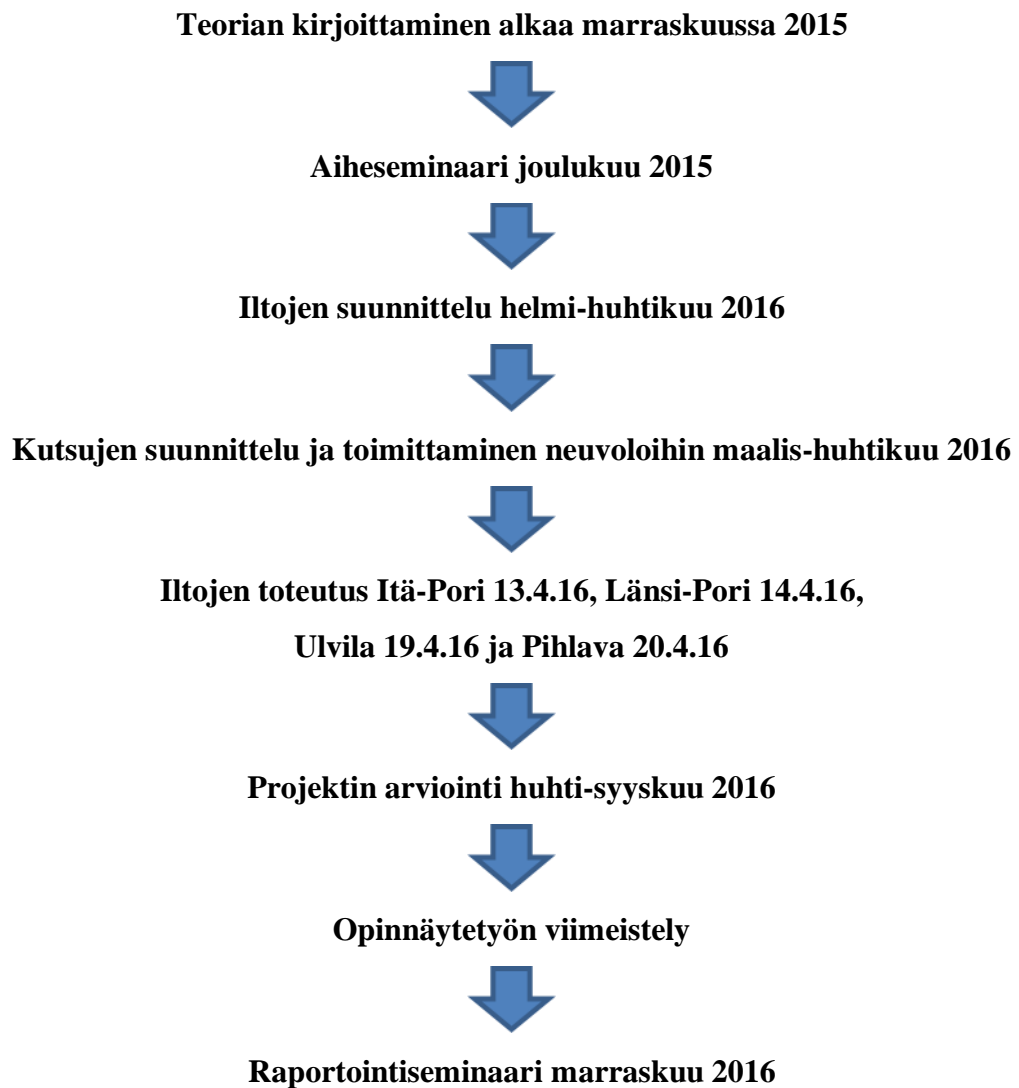 Teorian kirjoittaminen alkaa marraskuussa 2015
Aiheseminaari joulukuu 2015
Iltojen suunnittelu helmi-huhtikuu 2016
Kutsujen suunnittelu ja toimittaminen neuvoloihin maalis-huhtikuu 2016
Iltojen toteutus Itä-Pori 13.4.16, Länsi-Pori 14.4.16,
Ulvila 19.4.16 ja Pihlava 20.4.16
Projektin arviointi huhti-syyskuu 2016
Opinnäytetyön viimeistely
Raportointiseminaari marraskuu 2016